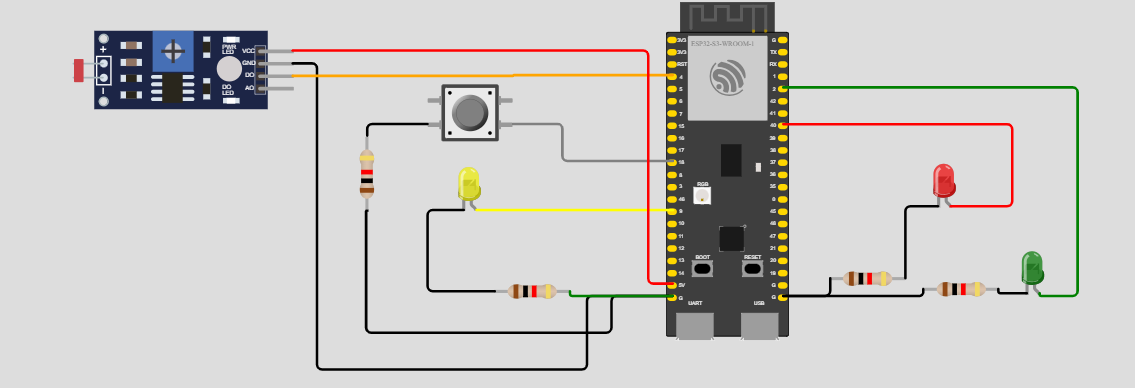 +
PWR
LED
VCC
GND
DO
DO
LED
AO
ESP32-S3-WROOM-1
3V3 G
3V3 TX
RST RX
4 1
5 2
6 42
7 41
15 40
16 39
17 38
18 37
8 36
3 35
RGB
46 0
9 45
10 48
11 47
12 21
13 20
BOOT RESET
14 19
5V G
G G
UART USB